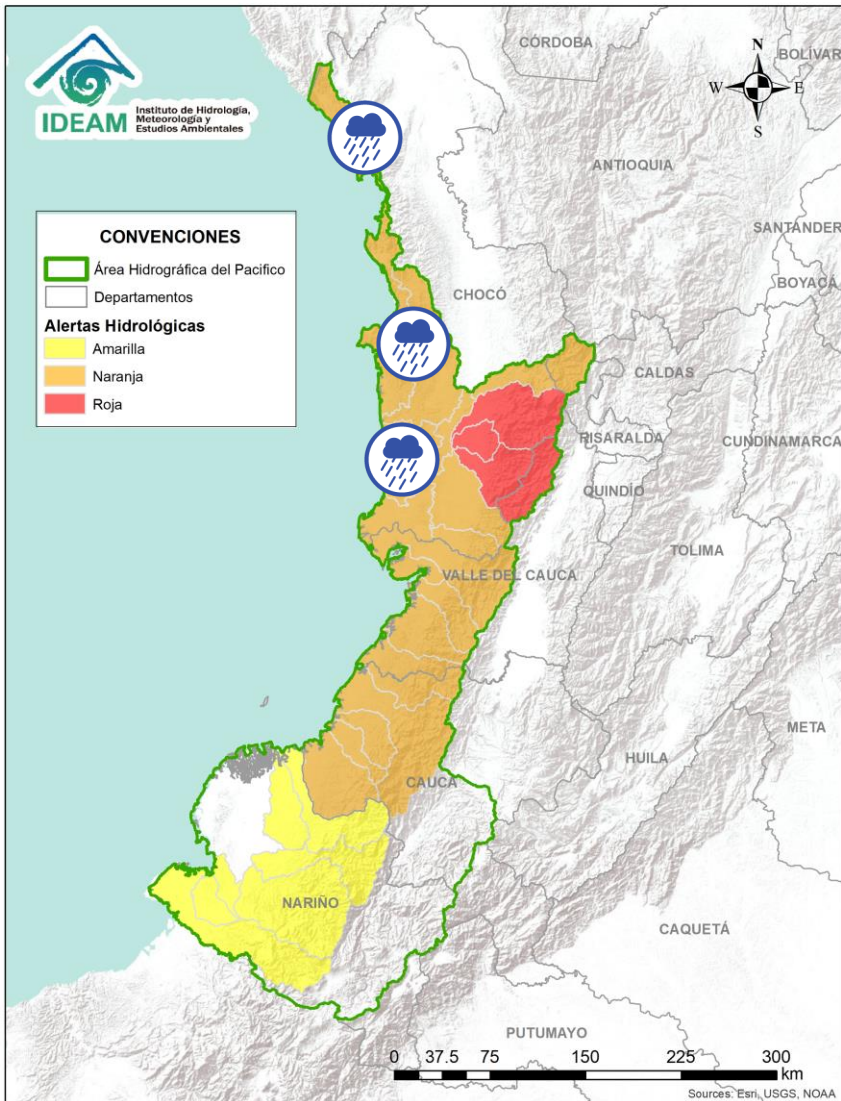 IDEAM
Instituto de Hidrología,
Meteorología y
Estudios Ambientales
CÓRDOBA
BOLÍVAR
N
W
E
S
ANTIOQUIA
SANTANDER
BOYACÁ
CONVENCIONES
Área Hidrográfica del Pacifico
Departamentos
Alertas Hidrológicas
Amarilla
Naranja
Roja
CHOCÓ
CALDAS
RISARALDA
CUNDINAMARCA
QUINDÍO
TOLIMA
VALLE DEL CAUCA
META
HUILA
CAUCA
NARIÑO
CAQUETÁ
PUTUMAYO
0 37.5 75 150 225 300
km
Sources: Esri, USGS, NOAA